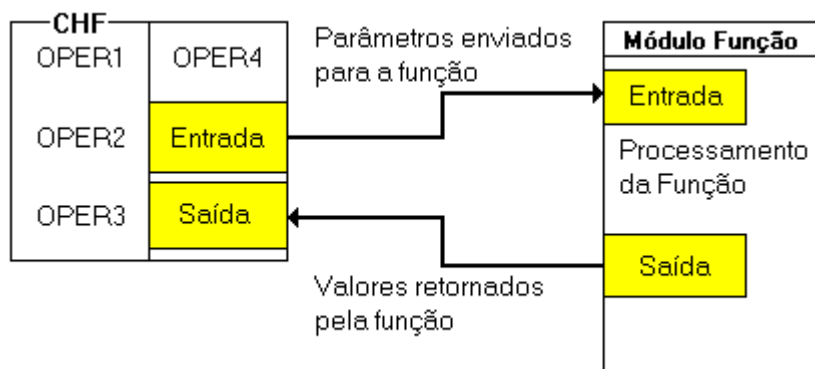 CHF
OPER1
OPER4
OPER2
Entrada
OPER3
Saída
Parâmetros enviados
para a função
Valores retornados
pela função
Módulo Função
Entrada
Processamento
da Função
Saída